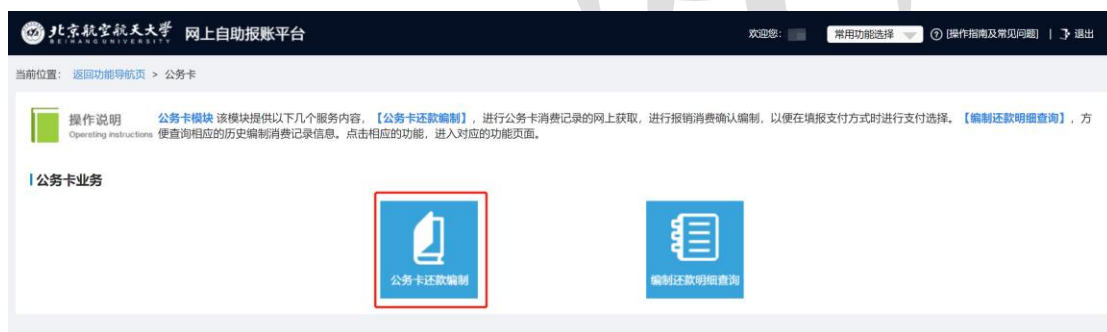 北京航空航天大学 网上自助报账平台
BEIHANG UNIVERSITY
欢迎您: 常用功能选择 [操作指南及常见问题] | 退出
当前位置: 返回功能导航页 > 公务卡
操作说明
Operating instructions
公务卡模块 该模块提供以下几个服务内容,【公务卡还款编制】,进行公务卡消费记录的网上获取,进行报销消费确认编制,以便在填报支付方式时进行支付选择。【编制还款明细查询】,方
便查询相应的历史编制消费记录信息。点击相应的功能,进入对应的功能页面。
公务卡业务
公务卡还款编制
编制还款明细查询